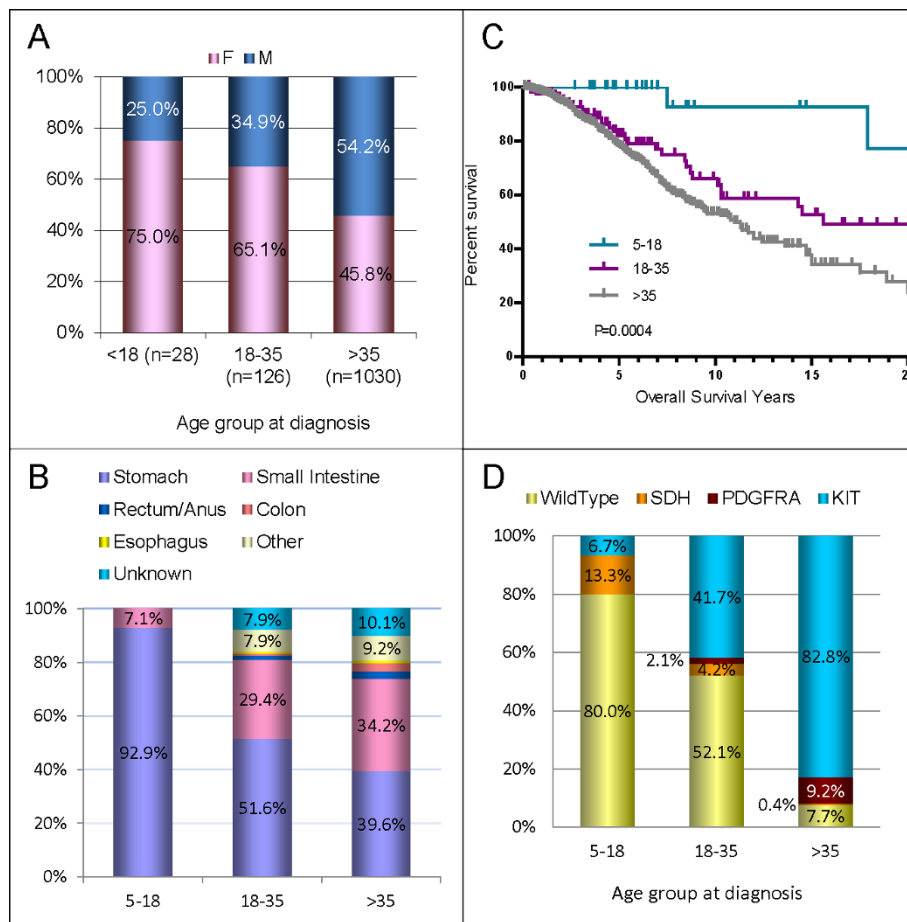 A
F M
100%
80%
60%
40%
20%
0%
25.0%
34.9%
54.2%
75.0%
65.1%
45.8%
<18 (n=28)
18-35
(n=126)
>35
(n=1030)
Age group at diagnosis
C
Percent survival
100
80
60
40
20
0
5-18
18-35
>35
P=0.0004
0 5 10 15 20
Overall Survival Years
B
Stomach Small Intestine
Rectum/Anus Colon
Esophagus Other
Unknown
100%
80%
60%
40%
20%
0%
7.1%
7.9%
10.1%
7.9%
9.2%
29.4%
34.2%
92.9%
51.6%
39.6%
5-18 18-35 >35
D
WildType SDH PDGFRA KIT
100%
80%
60%
40%
20%
0%
6.7%
13.3%
41.7%
82.8%
2.1%
4.2%
80.0%
52.1%
9.2%
0.4%
7.7%
5-18 18-35 >35
Age group at diagnosis